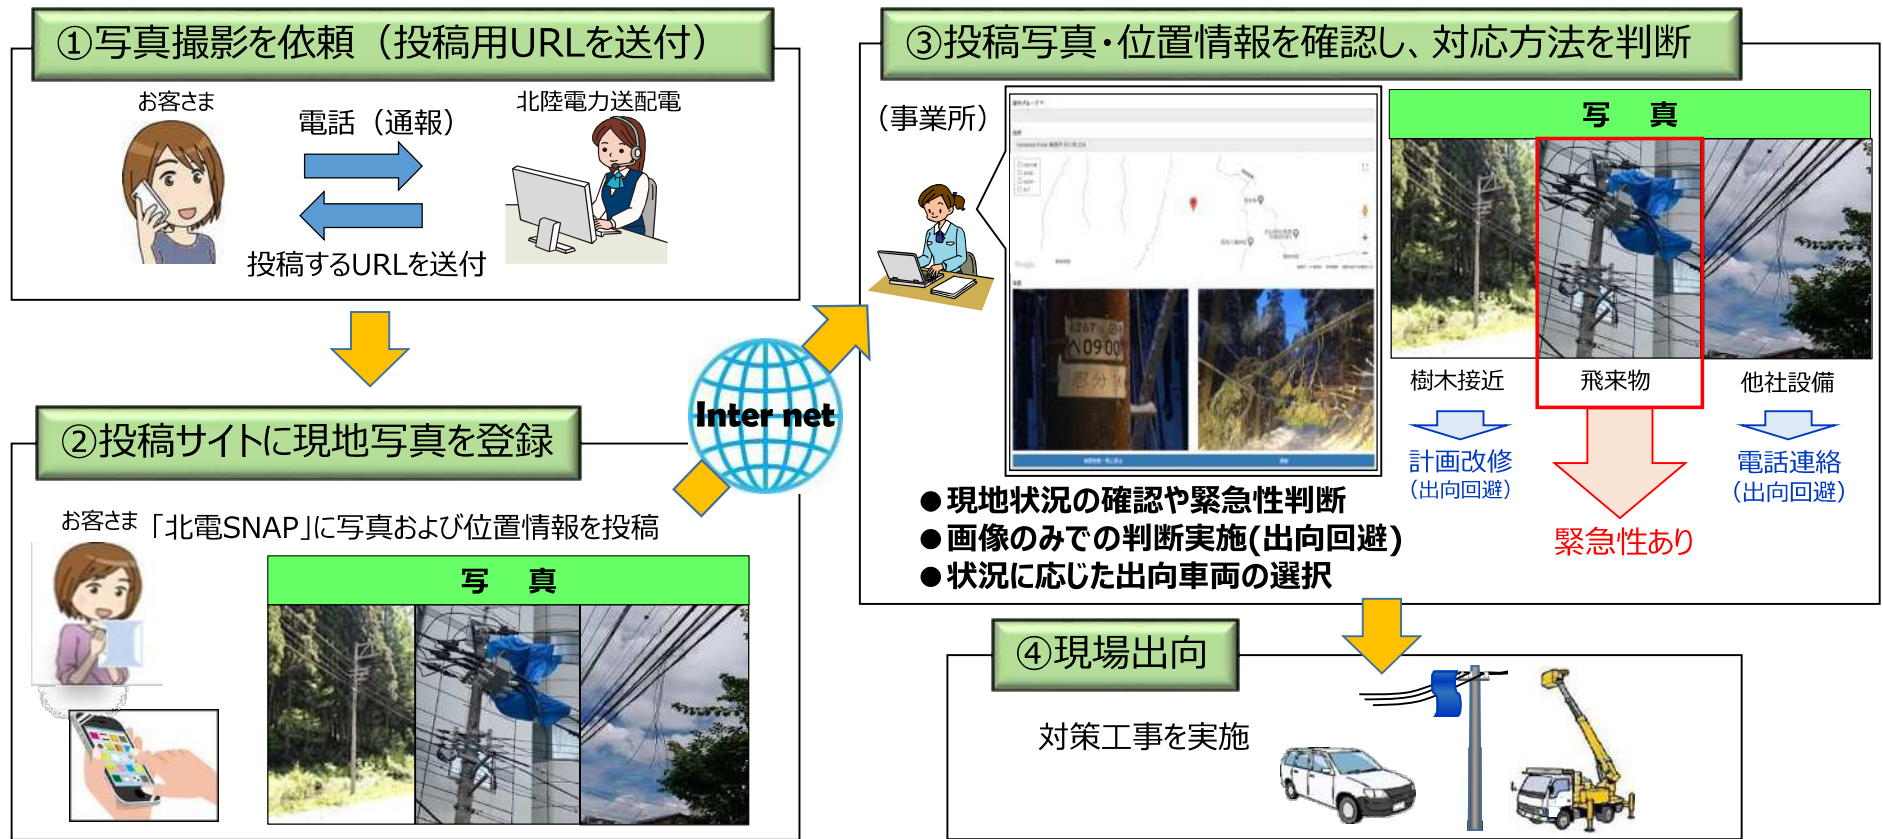 ①写真撮影を依頼（投稿用URLを送付）
お客さま
北陸電力送配電
電話（通報）
投稿するURLを送付
②投稿サイトに現地写真を登録
お客さま
「北電SNAP」に写真および位置情報を投稿
写　真
Inter net
③投稿写真・位置情報を確認し、対応方法を判断
（事業所）
写　真
樹木接近
飛来物
他社設備
計画改修
（出向回避）
緊急性あり
電話連絡
（出向回避）
●現地状況の確認や緊急性判断
●画像のみでの判断実施(出向回避)
●状況に応じた出向車両の選択
④現場出向
対策工事を実施